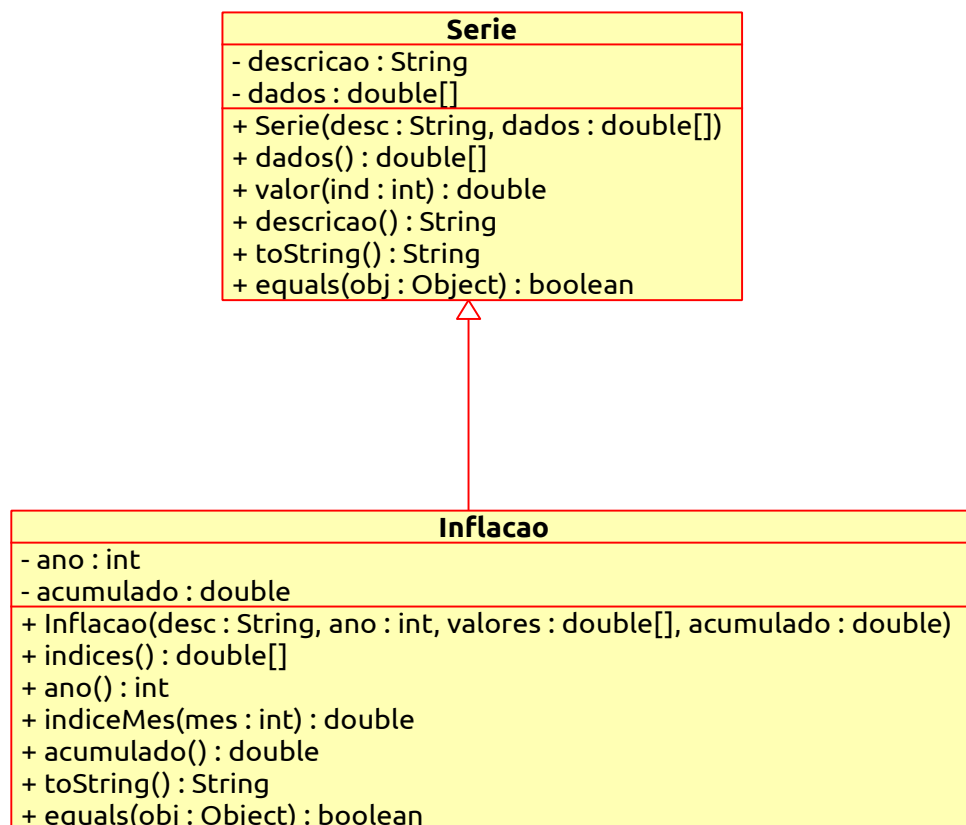 Serie
- descricao : String
- dados : double[]
+ Serie(desc : String, dados : double[])
+ dados() : double[]
+ valor(ind : int) : double
+ descricao() : String
+ toString() : String
+ equals(obj : Object) : boolean
Inflacao
- ano : int
- acumulado : double
+ Inflacao(desc : String, ano : int, valores : double[], acumulado : double)
+ indices() : double[]
+ ano() : int
+ indiceMes(mes : int) : double
+ acumulado() : double
+ toString() : String
+ equals(obj : Object) : boolean